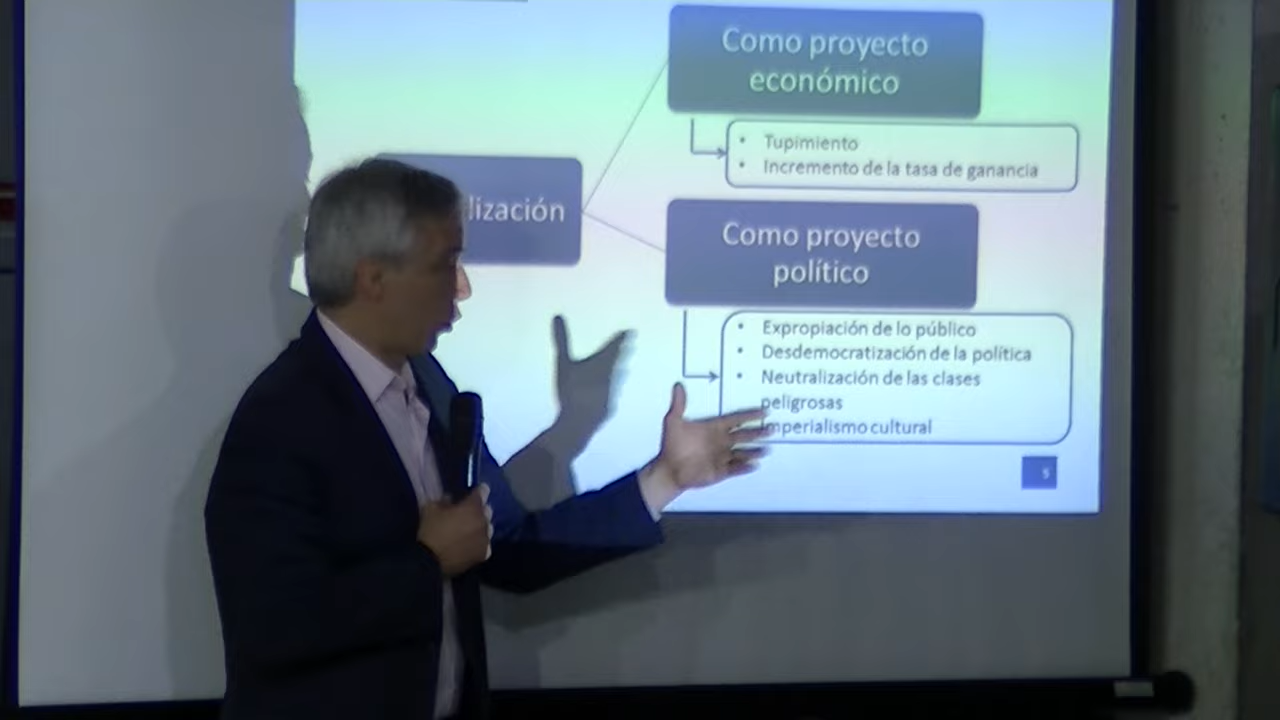 Como proyecto
económico
• Tupimiento
• Incremento de la tasa de ganancia
lización
Como proyecto
político
• Expropiación de lo público
• Desdemocratización de la política
• Neutralización de las clases
peligrosas
Imperialismo cultural
5